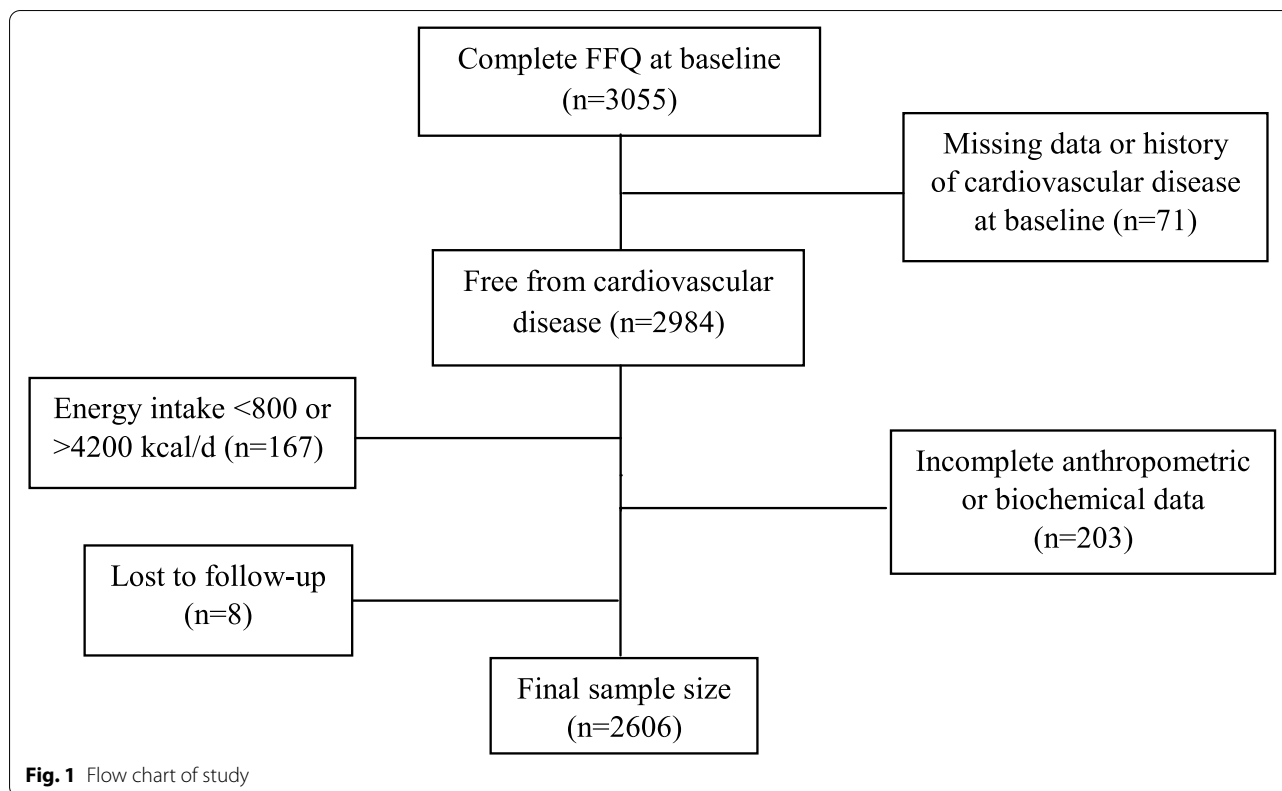 Complete FFQ at baseline
(n=3055)
Missing data or history
of cardiovascular disease
at baseline (n=71)
Free from cardiovascular
disease (n=2984)
Energy intake <800 or
>4200 kcal/d (n=167)
Incomplete anthropometric
or biochemical data
(n=203)
Lost to follow-up
(n=8)
Final sample size
(n=2606)
Fig. 1 Flow chart of study